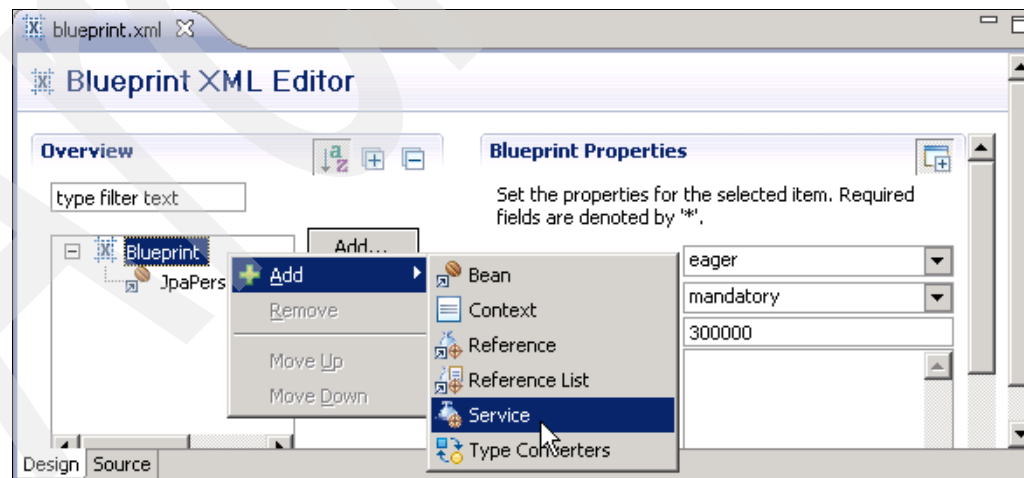 blueprint.xml
Blueprint XML Editor
Overview
Blueprint Properties
type filter text
Set the properties for the selected item. Required
fields are denoted by '*'.
Blueprint
Add...
JpaPers
Add
Remove
Move Up
Move Down
Bean
Context
Reference
Reference List
Service
Type Converters
eager
mandatory
300000
Design
Source